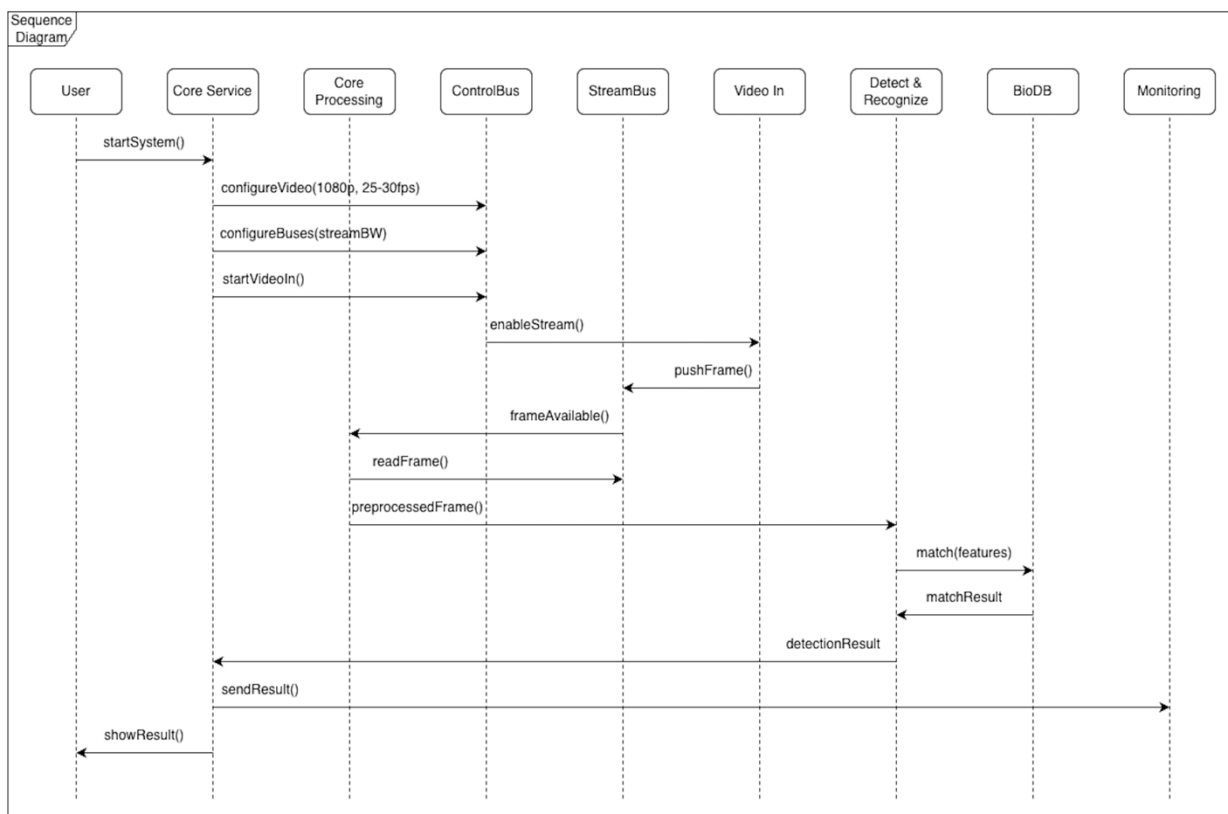 Sequence
Diagram
User
Core Service
Core
Processing
ControlBus
StreamBus
Video In
Detect &
Recognize
BioDB
Monitoring
startSystem()
configureVideo(1080p, 25-30fps)
configureBuses(streamBW)
startVideoIn()
enableStream()
pushFrame()
frameAvailable()
readFrame()
preprocessedFrame()
match(features)
matchResult
detectionResult
sendResult()
showResult()